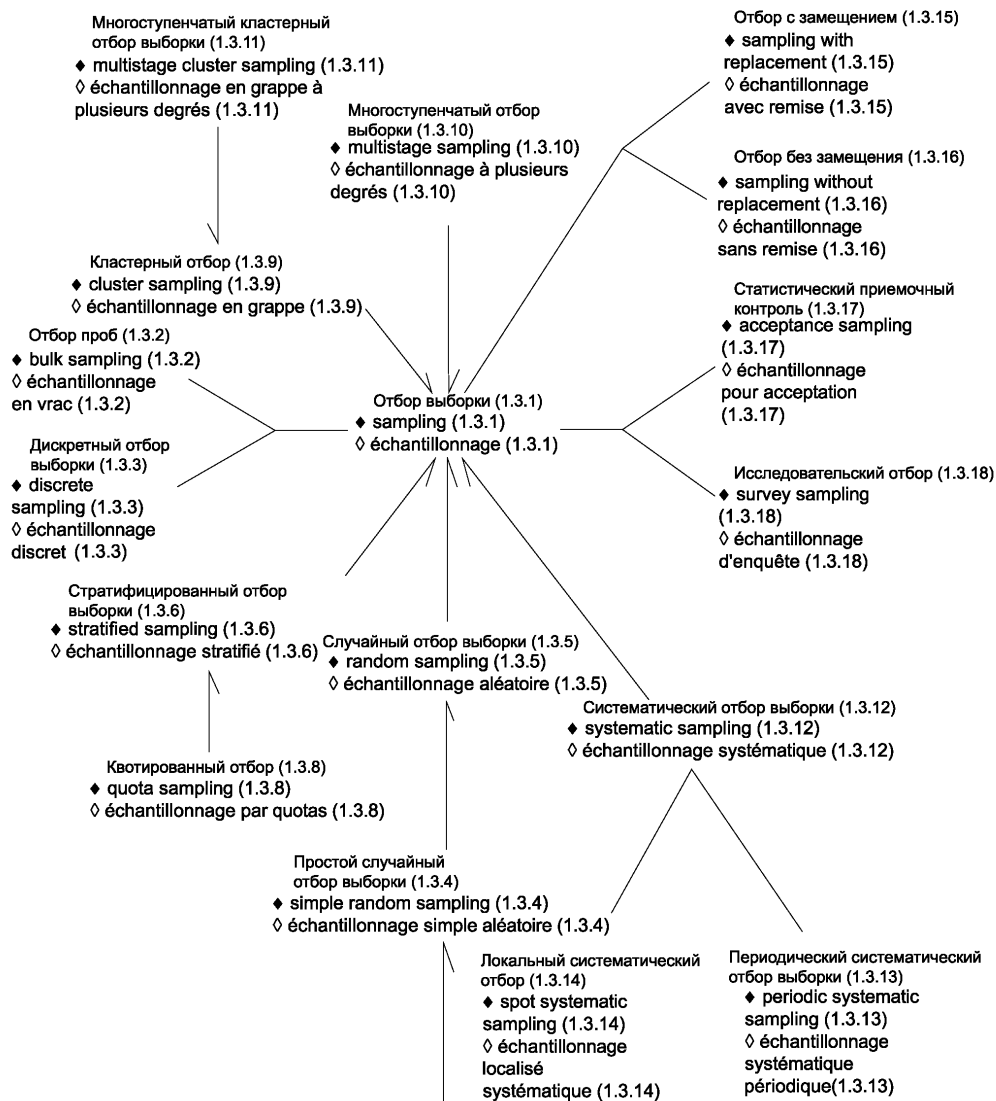 Многоступенчатый кластерный
отбор выборки (1.3.11)
♦ multistage cluster sampling (1.3.11)
◊ échantillonnage en grappe à
plusieurs degrés (1.3.11)
Многоступенчатый отбор
выборки (1.3.10)
♦ multistage sampling (1.3.10)
◊ échantillonnage à plusieurs
degrés (1.3.10)
Отбор с замещением (1.3.15)
♦ sampling with
replacement (1.3.15)
◊ échantillonnage
avec remise (1.3.15)
Отбор без замещения (1.3.16)
♦ sampling without
replacement (1.3.16)
◊ échantillonnage
sans remise (1.3.16)
Кластерный отбор (1.3.9)
♦ cluster sampling (1.3.9)
◊ échantillonnage en grappe (1.3.9)
Статистический приемочный
контроль (1.3.17)
♦ acceptance sampling
(1.3.17)
◊ échantillonnage
pour acceptation
(1.3.17)
Отбор проб (1.3.2)
♦ bulk sampling (1.3.2)
◊ échantillonnage
en vrac (1.3.2)
Отбор выборки (1.3.1)
♦ sampling (1.3.1)
◊ échantillonnage (1.3.1)
Дискретный отбор
выборки (1.3.3)
♦ discrete
sampling (1.3.3)
◊ échantillonnage
discret (1.3.3)
Исследовательский отбор (1.3.18)
♦ survey sampling
(1.3.18)
◊ échantillonnage
d'enquête (1.3.18)
Стратифицированный отбор
выборки (1.3.6)
♦ stratified sampling (1.3.6)
◊ échantillonnage stratifié (1.3.6)
Случайный отбор выборки (1.3.5)
♦ random sampling (1.3.5)
◊ échantillonnage aléatoire (1.3.5)
Систематический отбор выборки (1.3.12)
♦ systematic sampling (1.3.12)
◊ échantillonnage systématique (1.3.12)
Квотированный отбор (1.3.8)
♦ quota sampling (1.3.8)
◊ échantillonnage par quotas (1.3.8)
Простой случайный
отбор выборки (1.3.4)
♦ simple random sampling (1.3.4)
◊ échantillonnage simple aléatoire (1.3.4)
Локальный систематический
отбор (1.3.14)
♦ spot systematic
sampling (1.3.14)
◊ échantillonnage
localisé
systématique (1.3.14)
Периодический систематический
отбор выборки (1.3.13)
♦ periodic systematic
sampling (1.3.13)
◊ échantillonnage
systématique
périodique(1.3.13)